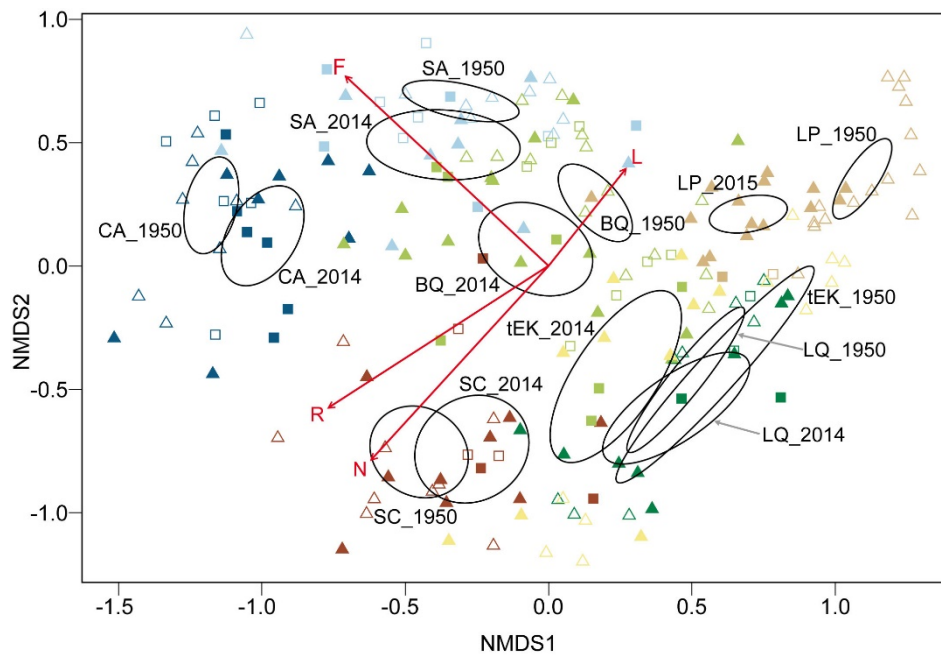 1.0
0.5
0.0
-0.5
-1.0
NMDS2
F
SA_1950
SA_2014
L
LP_1950
LP_2015
BQ_1950
CA_1950
CA_2014
BQ_2014
tEK_2014
tEK_1950
LQ_1950
SC_2014
R
LQ_2014
N
SC_1950
-1.5 -1.0 -0.5 0.0 0.5 1.0
NMDS1